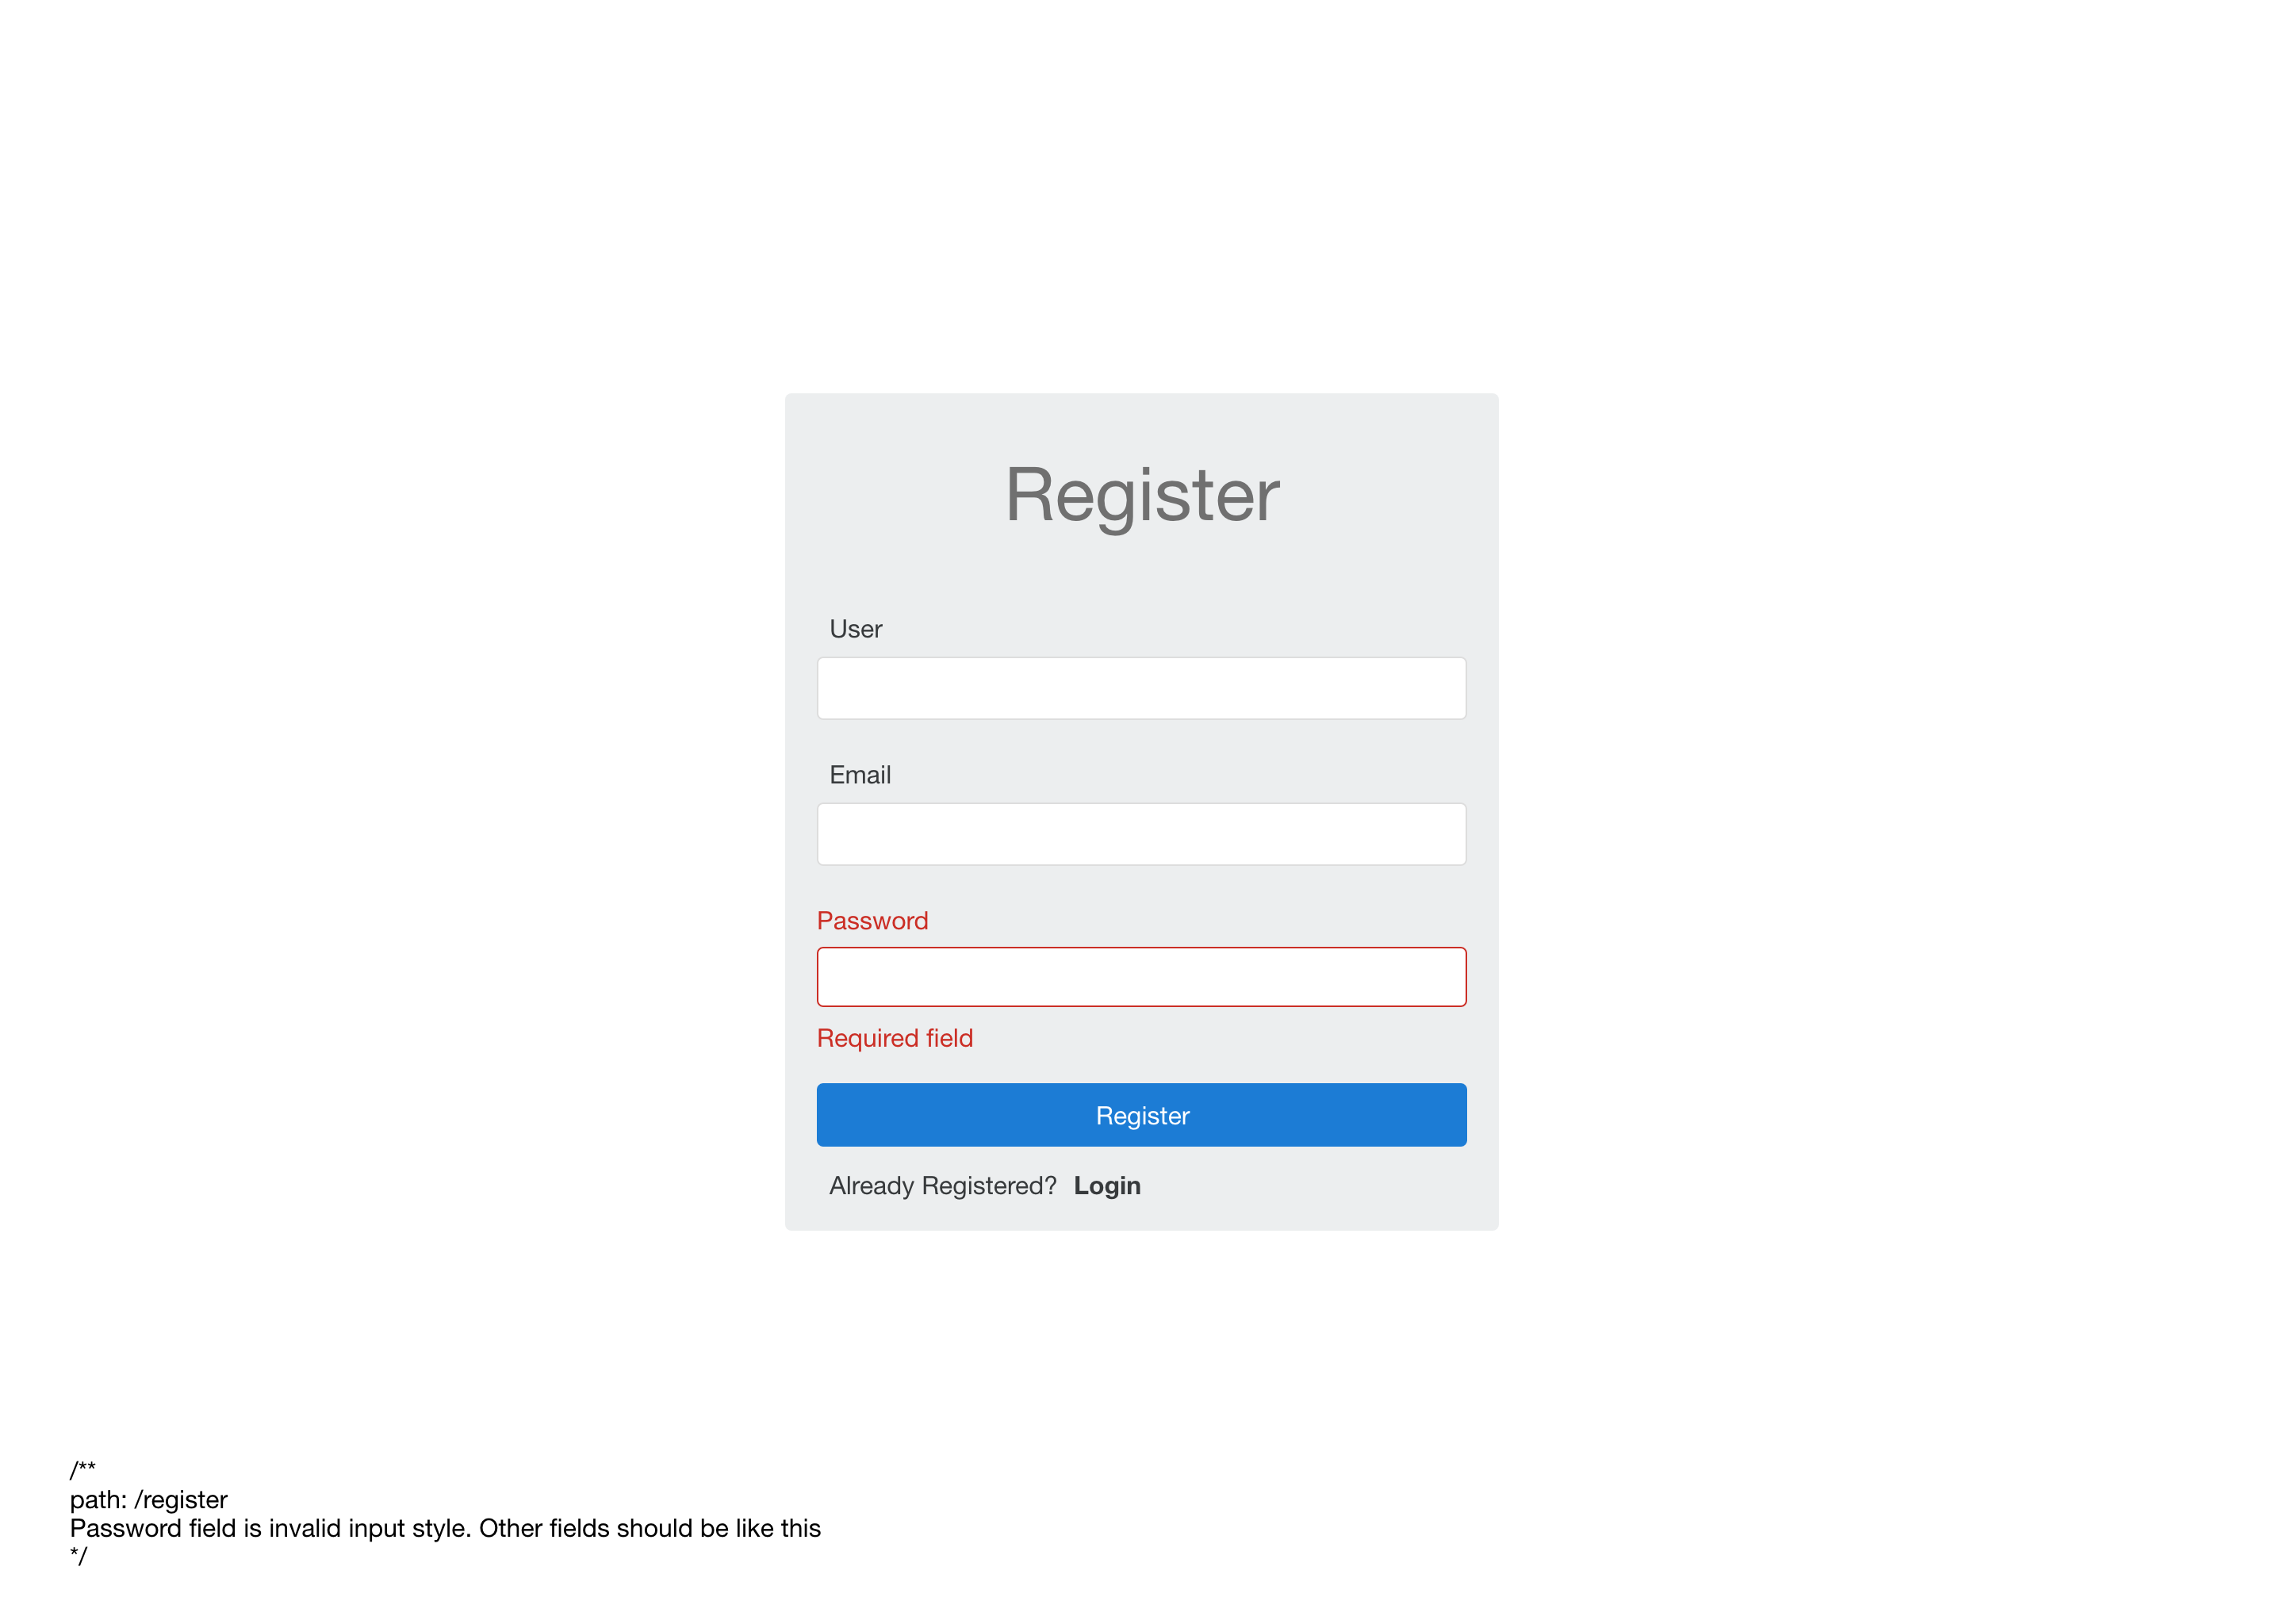 Register
User
Email
Password
Required field
Register
Already Registered? Login
/**
path: /register
Password field is invalid input style. Other fields should be like this
*/